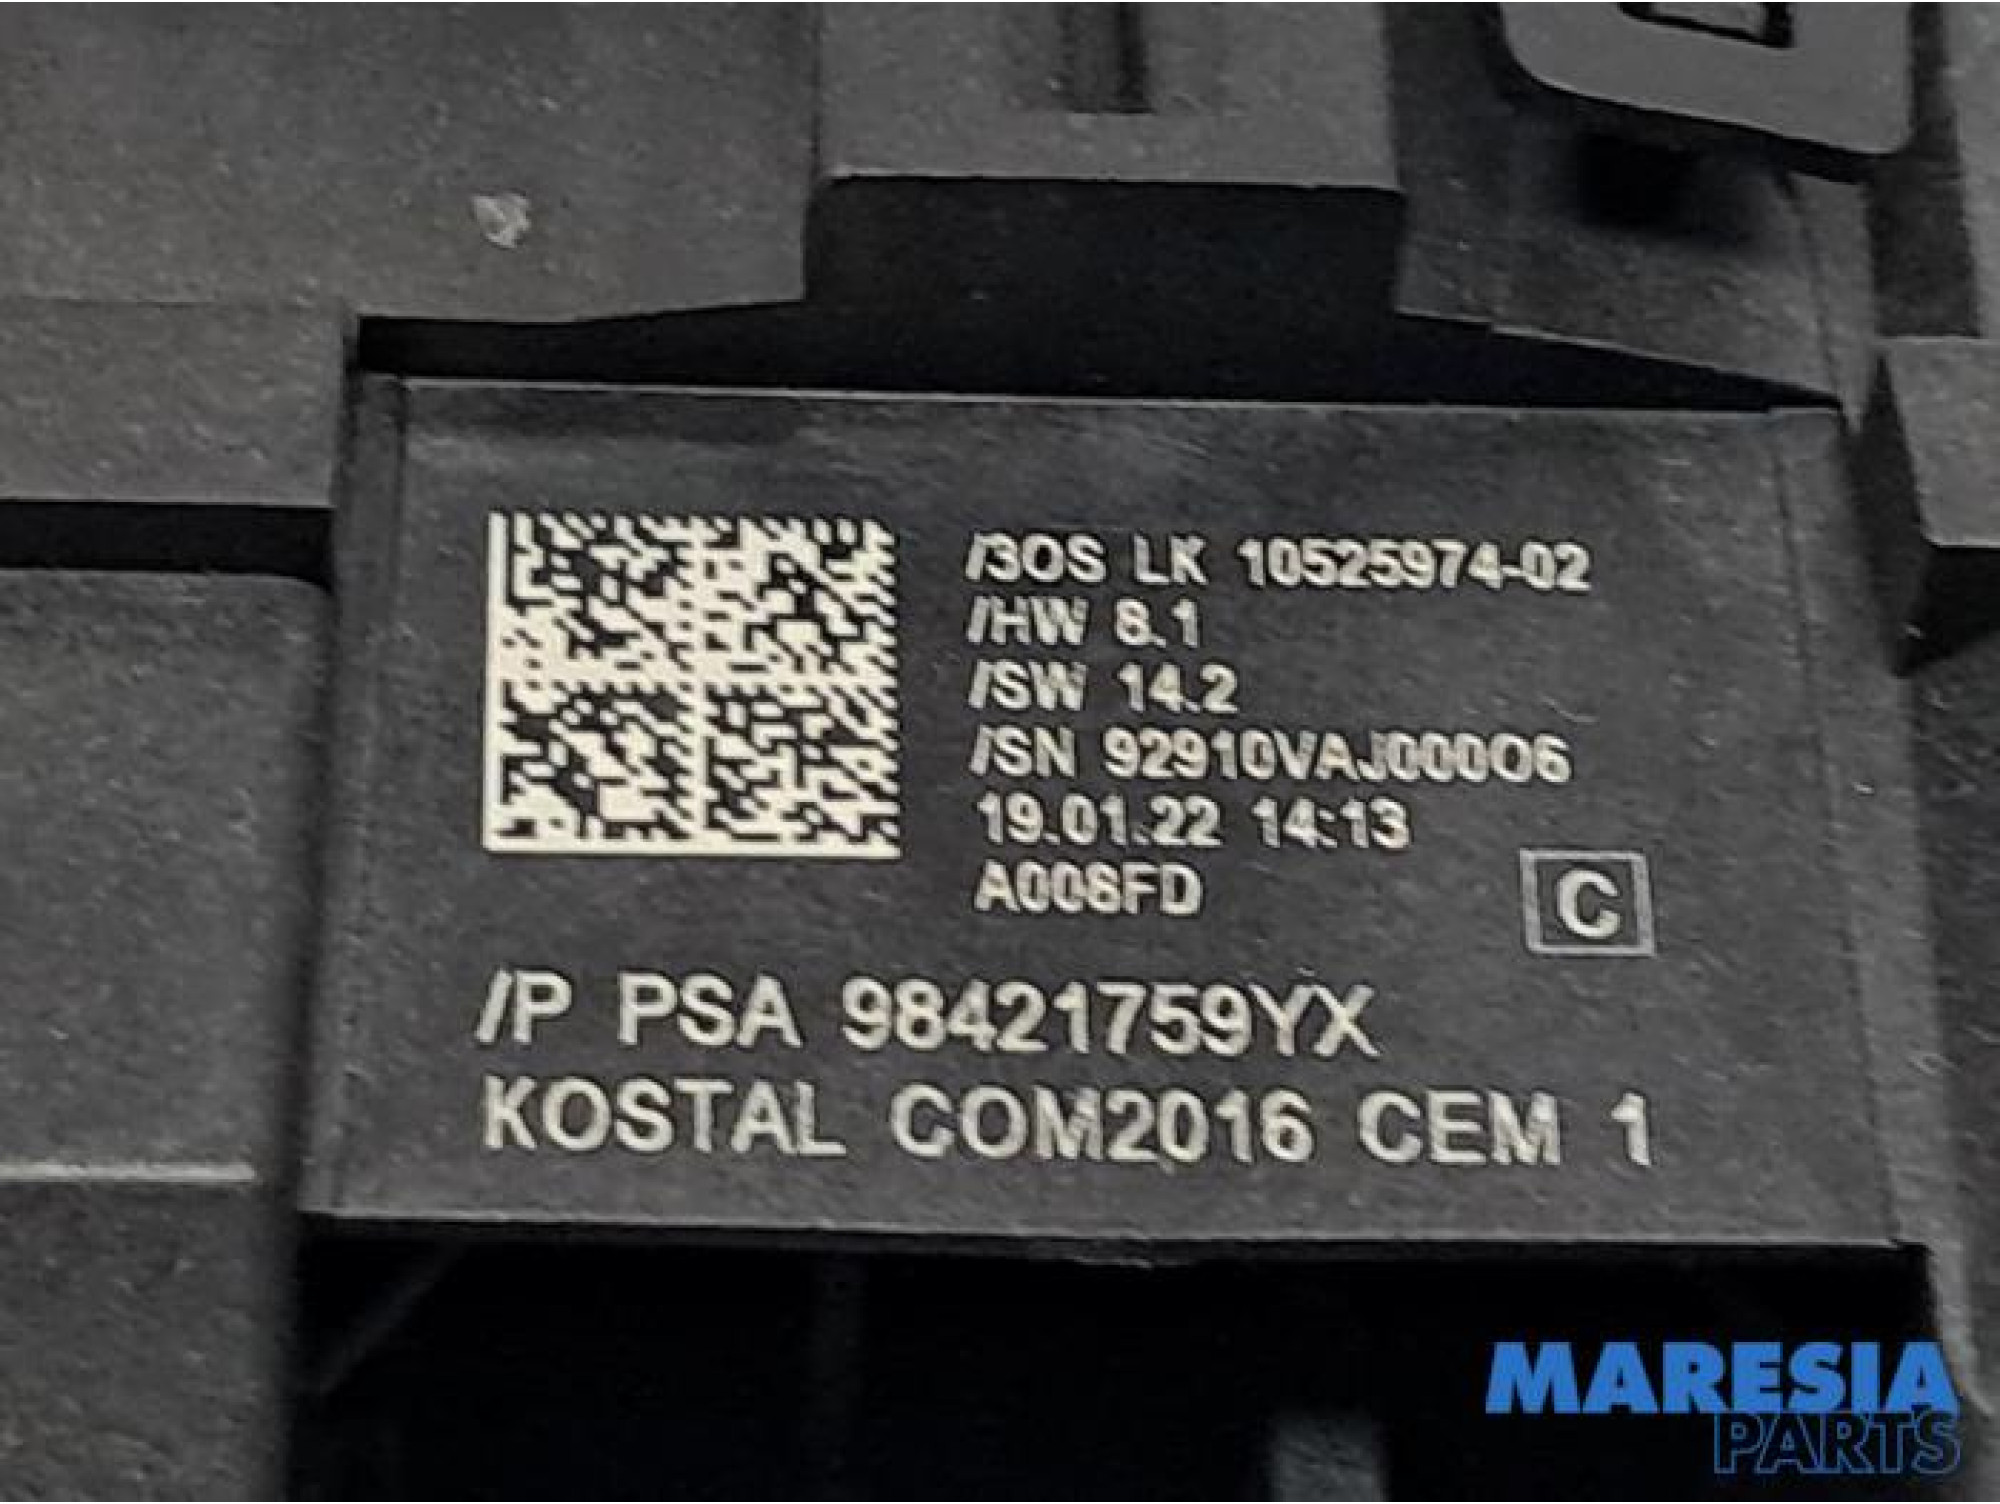 /3OS LK 10525974-02
/HW 8.1
/SW 14.2
/SN 92910VAJ00006
19.01.22 14:13
A008FD
C
/P PSA 98421759YX
KOSTAL COM2016 CEM 1
MARESIA
PARTS